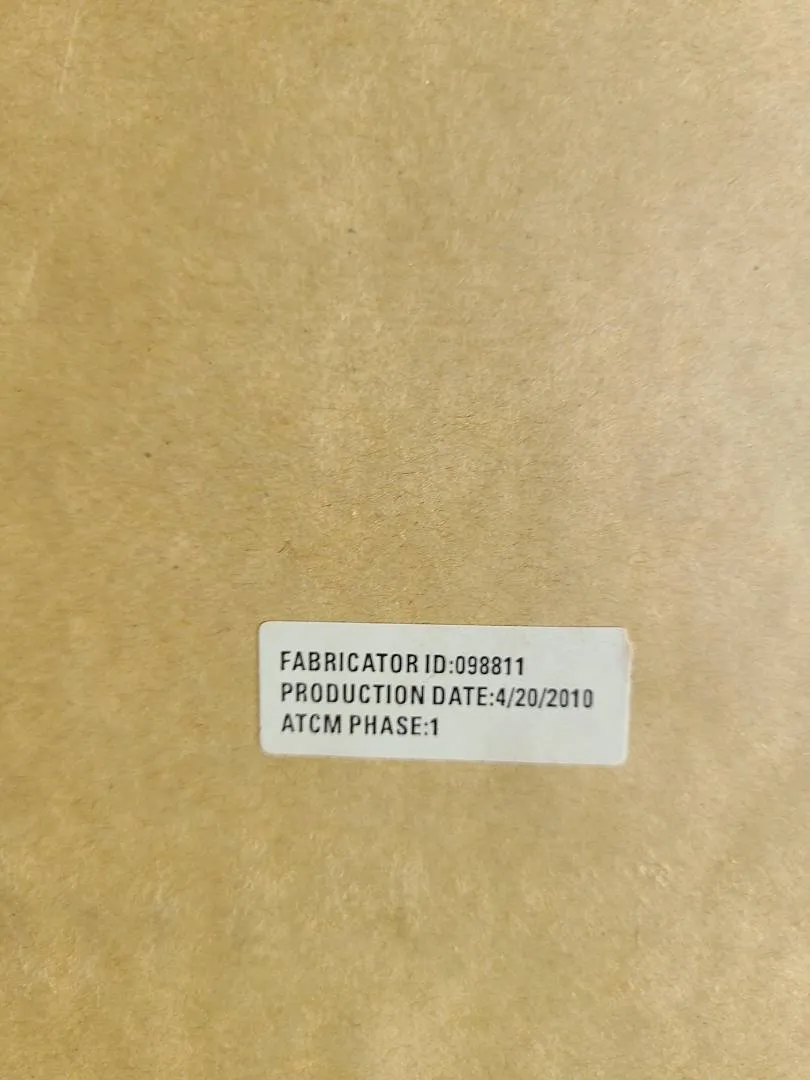 FABRICATOR ID:098811
PRODUCTION DATE:4/20/2010
ATCM PHASE:1